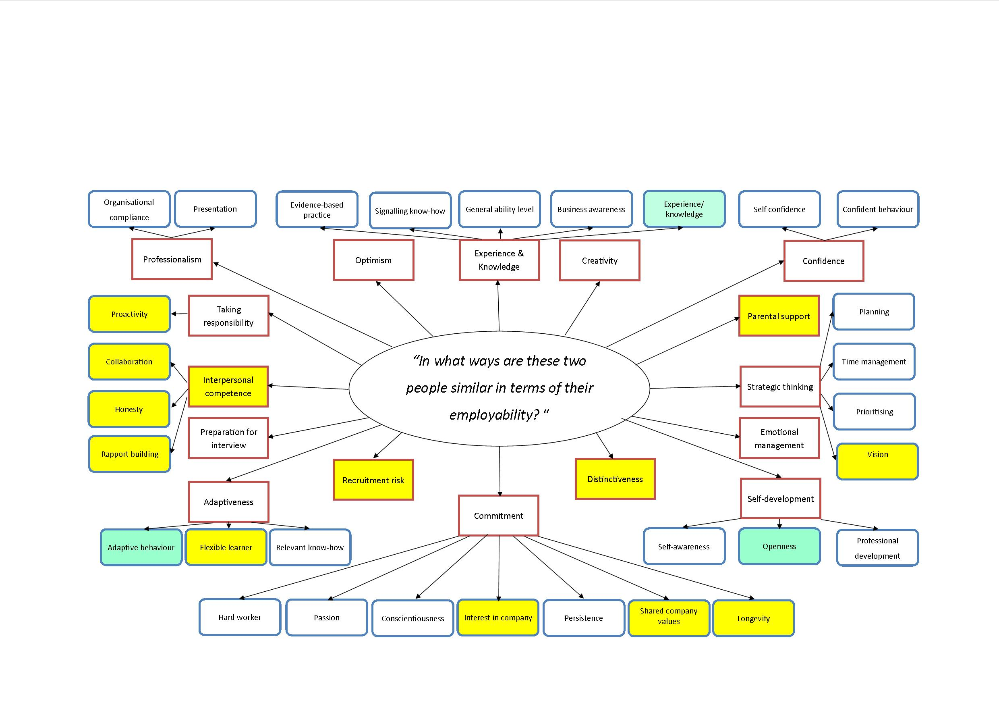 Organisational
compliance
Presentation
Evidence-based
practice
Signalling know-how
General ability level
Business awareness
Experience/
knowledge
Self confidence
Confident behaviour
Professionalism
Optimism
Experience &
Knowledge
Creativity
Confidence
Proactivity
Taking
responsibility
Parental support
Planning
Collaboration
Interpersonal
competence
“In what ways are these two
people similar in terms of their
employability? “
Strategic thinking
Time management
Honesty
Prioritising
Rapport building
Preparation for
interview
Emotional
management
Vision
Recruitment risk
Distinctiveness
Adaptiveness
Commitment
Self-development
Adaptive behaviour
Flexible learner
Relevant know-how
Self-awareness
Openness
Professional
development
Hard worker
Passion
Conscientiousness
Interest in company
Persistence
Shared company
values
Longevity